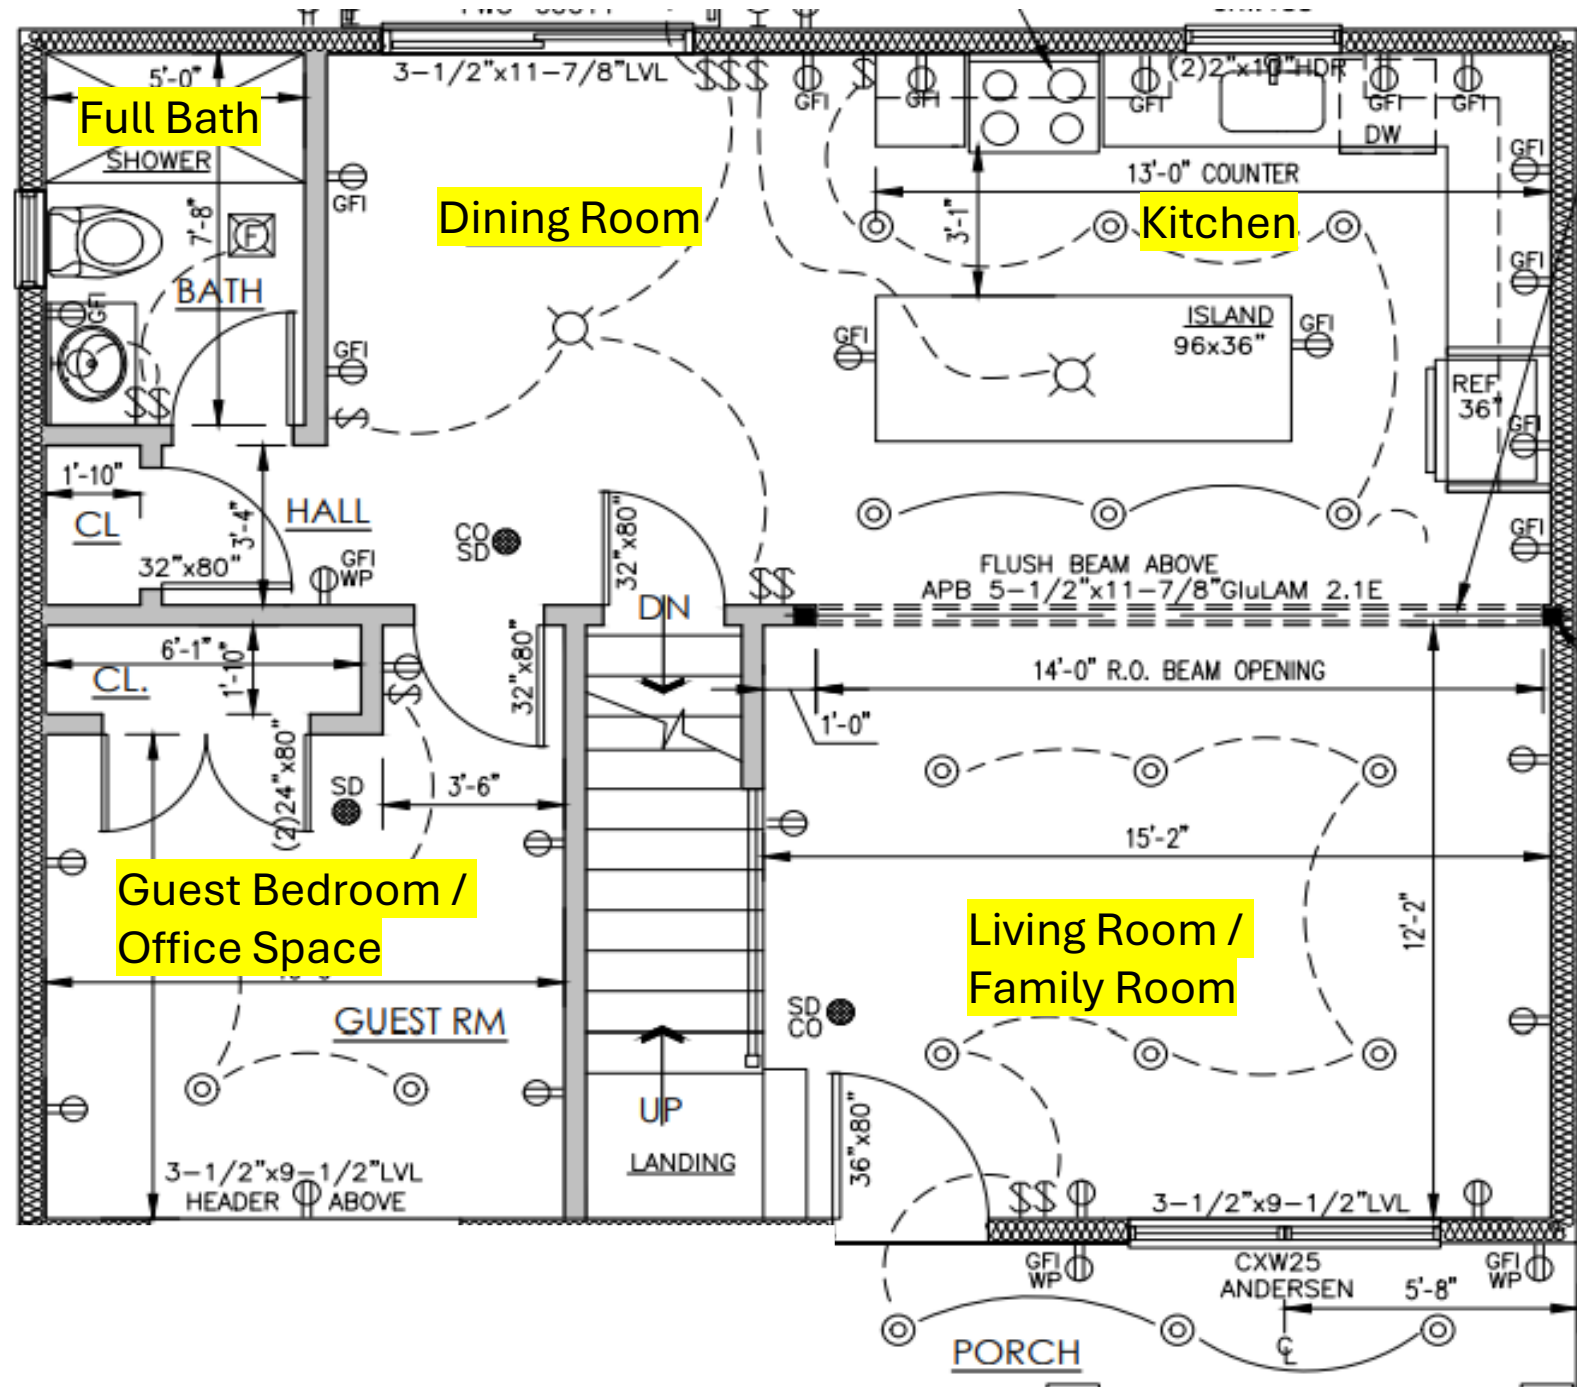 3-1/2"x11-7/8"LVL
$$$
GFI
$
GFI
GFI
(2)2"x10"HDR
GFI
GFI
DW
5'-0"
Full Bath
SHOWER
7'-8"
F
BATH
GFI
$$
GFI
GFI
$
Dining Room
13'-0" COUNTER
3'-1"
Kitchen
GFI
GFI
ISLAND
96x36"
GFI
GFI
REF
36"
GFI
GFI
1'-10"
CL
3'-4"
HALL
32"x80"
GFI
WP
CO
SD
32"x80"
DN
$$
FLUSH BEAM ABOVE
APB 5-1/2"x11-7/8"GluLAM 2.1E
14'-0" R.O. BEAM OPENING
1'-0"
6'-1"
1'-10"
CL.
$
32"x80"
(2)24"x80"
SD
3'-6"
15'-2"
12'-2"
Guest Bedroom /
Office Space
GUEST RM
Living Room /
Family Room
SD
CO
UP
LANDING
36"x80"
3-1/2"x9-1/2"LVL
HEADER ABOVE
$$
3-1/2"x9-1/2"LVL
GFI
WP
CXW25
ANDERSEN
GFI
WP
5'-8"
PORCH